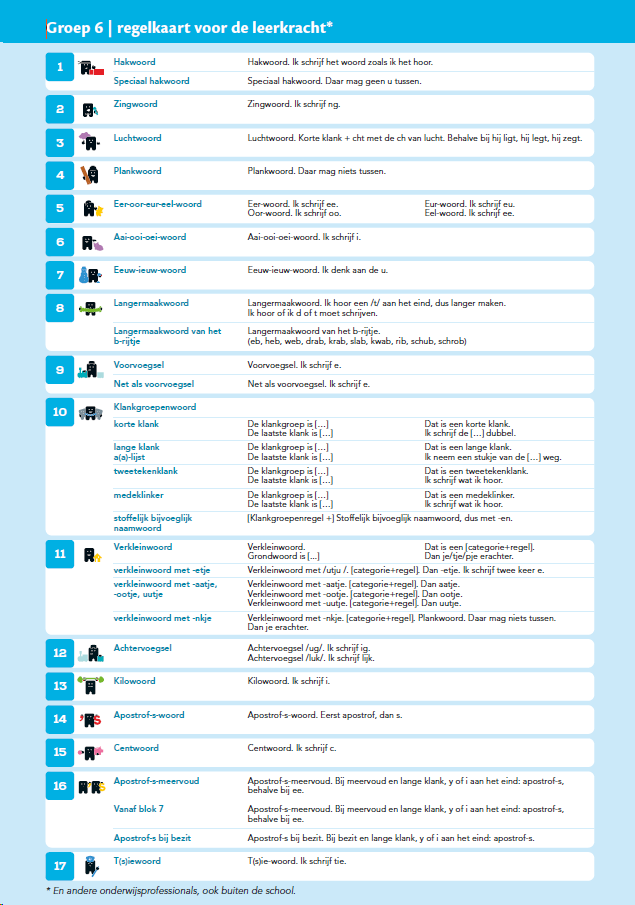 Groep 6 | regelkaart voor de leerkracht*
1
Hakwoord
Hakwoord. Ik schrijf het woord zoals ik het hoor.
Speciaal hakwoord
Speciaal hakwoord. Daar mag geen u tussen.
2
Zingwoord
Zingwoord. Ik schrijf ng.
3
Luchtwoord
Luchtwoord. Korte klank + cht met de ch van lucht. Behalve bij hij ligt, hij legt, hij zegt.
4
Plankwoord
Plankwoord. Daar mag niets tussen.
5
Eer-oor-eur-eel-woord
Eer-woord. Ik schrijf ee.
Oor-woord. Ik schrijf oo.
Eur-woord. Ik schrijf eu.
Eel-woord. Ik schrijf ee.
6
Aai-ooi-oei-woord
Aai-ooi-oei-woord. Ik schrijf i.
7
Eeuw-ieuw-woord
Eeuw-ieuw-woord. Ik denk aan de u.
8
Langermaakwoord
Langermaakwoord. Ik hoor een /t/ aan het eind, dus langer maken.
Ik hoor of ik d of t moet schrijven.
Langermaakwoord van het
b-rijtje
Langermaakwoord van het b-rijtje.
(eb, heb, web, drab, krab, slab, kwab, rib, schub, schrob)
9
Voorvoegsel
Voorvoegsel. Ik schrijf e.
Net als voorvoegsel
Net als voorvoegsel. Ik schrijf e.
10
Klankgroepenwoord
korte klank
De klankgroep is [...]
De laatste klank is [...]
Dat is een korte klank.
Ik schrijf de [...] dubbel.
lange klank
a(a)-lijst
De klankgroep is [...]
De laatste klank is [...]
Dat is een lange klank.
Ik neem een stukje van de [...] weg.
tweetekenklank
De klankgroep is [...]
De laatste klank is [...]
Dat is een tweetekenklank.
Ik schrijf wat ik hoor.
medeklinker
De klankgroep is [...]
De laatste klank is [...]
Dat is een medeklinker.
Ik schrijf wat ik hoor.
stoffelijk bijvoeglijk
naamwoord
[Klankgroepenregel +] Stoffelijk bijvoeglijk naamwoord, dus met -en.
11
Verkleinwoord
Verkleinwoord.
Grondwoord is [...]
Dat is een [categorie+regel].
Dan je/tje/pje erachter.
verkleinwoord met -etje
Verkleinwoord met /utju /. [categorie+regel]. Dan -etje. Ik schrijf twee keer e.
verkleinwoord met -aatje,
-ootje, uutje
Verkleinwoord met -aatje. [categorie+regel]. Dan aatje.
Verkleinwoord met -ootje. [categorie+regel]. Dan ootje.
Verkleinwoord met -uutje. [categorie+regel]. Dan uutje.
verkleinwoord met -nkje
Verkleinwoord met -nkje. [categorie+regel]. Plankwoord. Daar mag niets tussen.
Dan je erachter.
12
Achtervoegsel
Achtervoegsel /ug/. Ik schrijf ig.
Achtervoegsel /luk/. Ik schrijf lijk.
13
Kilowoord
Kilowoord. Ik schrijf i.
14
Apostrof-s-woord
Apostrof-s-woord. Eerst apostrof, dan s.
15
Centwoord
Centwoord. Ik schrijf c.
16
Apostrof-s-meervoud
Apostrof-s-meervoud. Bij meervoud en lange klank, y of i aan het eind: apostrof-s,
behalve bij ee.
Vanaf blok 7
Apostrof-s-meervoud. Bij meervoud en lange klank, y of i aan het eind: apostrof-s,
behalve bij ee.
Apostrof-s bij bezit
Apostrof-s bij bezit. Bij bezit en lange klank, y of i aan het eind: apostrof-s.
17
T(s)iewoord
T(s)ie-woord. Ik schrijf tie.
* En andere onderwijsprofessionals, ook buiten de school.